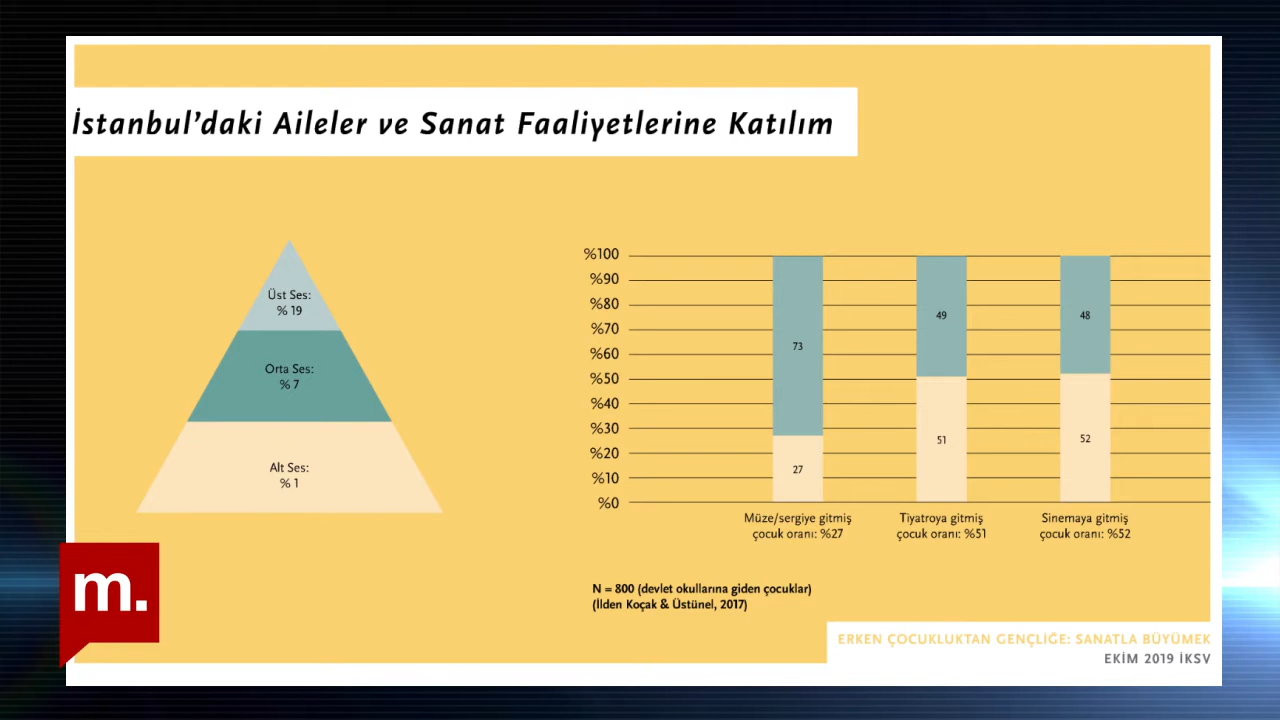 İstanbul'daki Aileler ve Sanat Faaliyetlerine Katılım
Üst Ses:
% 19
Orta Ses:
% 7
Alt Ses:
% 1
%100
%90
%80
%70
%60
%50
%40
%30
%20
%10
%0
73
27
49
51
48
52
Müze/sergiye gitmiş
çocuk oranı: %27
Tiyatroya gitmiş
çocuk oranı: %51
Sinemaya gitmiş
çocuk oranı: %52
N = 800 (devlet okullarına giden çocuklar)
(İlden Koçak & Üstünel, 2017)
m.
ERKEN ÇOCUKLUKTAN GENÇLİĞE: SANATLA BÜYÜMEK
EKİM 2019 İKSV